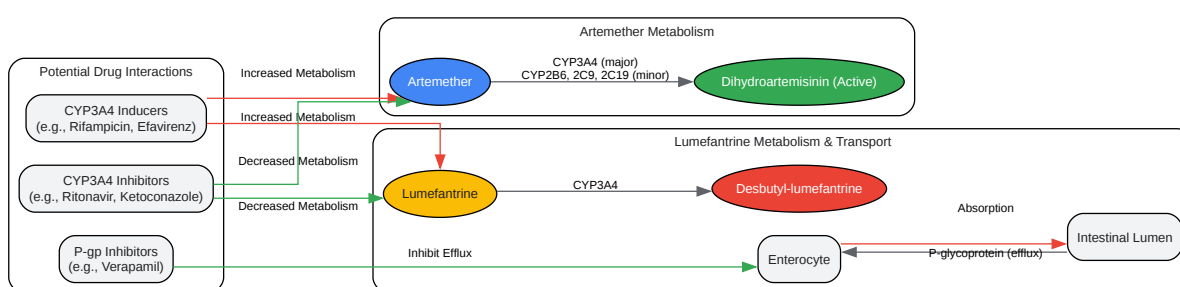 Artemether Metabolism
Potential Drug Interactions
Increased Metabolism
CYP3A4 (major)
CYP2B6, 2C9, 2C19 (minor)
Artemether
Dihydroartemisinin (Active)
CYP3A4 Inducers
(e.g., Rifampicin, Efavirenz)
Increased Metabolism
Lumefantrine Metabolism & Transport
Decreased Metabolism
CYP3A4 Inhibitors
(e.g., Ritonavir, Ketoconazole)
Decreased Metabolism
Lumefantrine
CYP3A4
Desbutyl-lumefantrine
Absorption
Intestinal Lumen
P-gp Inhibitors
(e.g., Verapamil)
Inhibit Efflux
Enterocyte
P-glycoprotein (efflux)